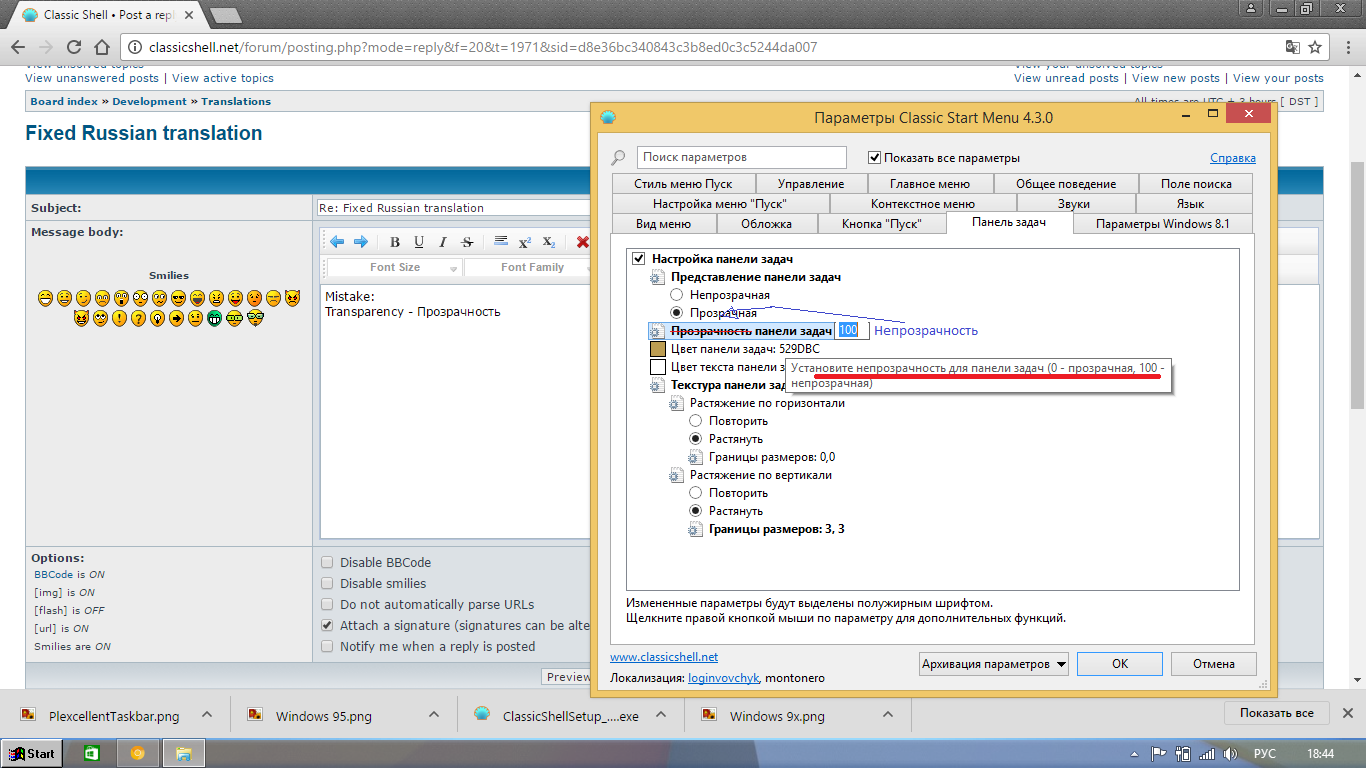 Classic Shell • Post a repl
classicshell.net/forum/posting.php?mode=reply&f=20&t=1971&sid=d8e36bc340843c3b8ed0c3c5244da007
View unsolved topics
View your unsolved topics
View unanswered posts | View active topics
View unread posts | View new posts | View your posts
Board index » Development » Translations
All times are UTC + 3 hours [ DST ]
Fixed Russian translation
Subject:
Re: Fixed Russian translation
Message body:
B U I S x² X₂
Smilies
Font Size
Font Family
Mistake:
Transparency - Прозрачность
Options:
BBCode is ON
[img] is ON
[flash] is OFF
[url] is ON
Smilies are ON
Disable BBCode
Disable smilies
Do not automatically parse URLs
Attach a signature (signatures can be alte
Notify me when a reply is posted
Preview
Параметры Classic Start Menu 4.3.0
Поиск параметров
Показать все параметры
Справка
Стиль меню Пуск
Управление
Главное меню
Общее поведение
Поле поиска
Настройка меню "Пуск"
Контекстное меню
Звуки
Язык
Вид меню
Обложка
Кнопка "Пуск"
Панель задач
Параметры Windows 8.1
Настройка панели задач
Представление панели задач
Непрозрачная
Прозрачная
Прозрачность панели задач
100
Непрозрачность
Цвет панели задач: 529DBC
Цвет текста панели з
Установите непрозрачность для панели задач (0 - прозрачная, 100 -
непрозрачная)
Текстура панели зад
Растяжение по горизонтали
Повторить
Растянуть
Границы размеров: 0,0
Растяжение по вертикали
Повторить
Растянуть
Границы размеров: 3, 3
Измененные параметры будут выделены полужирным шрифтом.
Щелкните правой кнопкой мыши по параметру для дополнительных функций.
www.classicshell.net
Локализация: loginvovchyk, montonero
Архивация параметров
OK
Отмена
PlexcellentTaskbar.png
Windows 95.png
ClassicShellSetup_....exe
Windows 9x.png
Показать все
Start
РУС
18:44